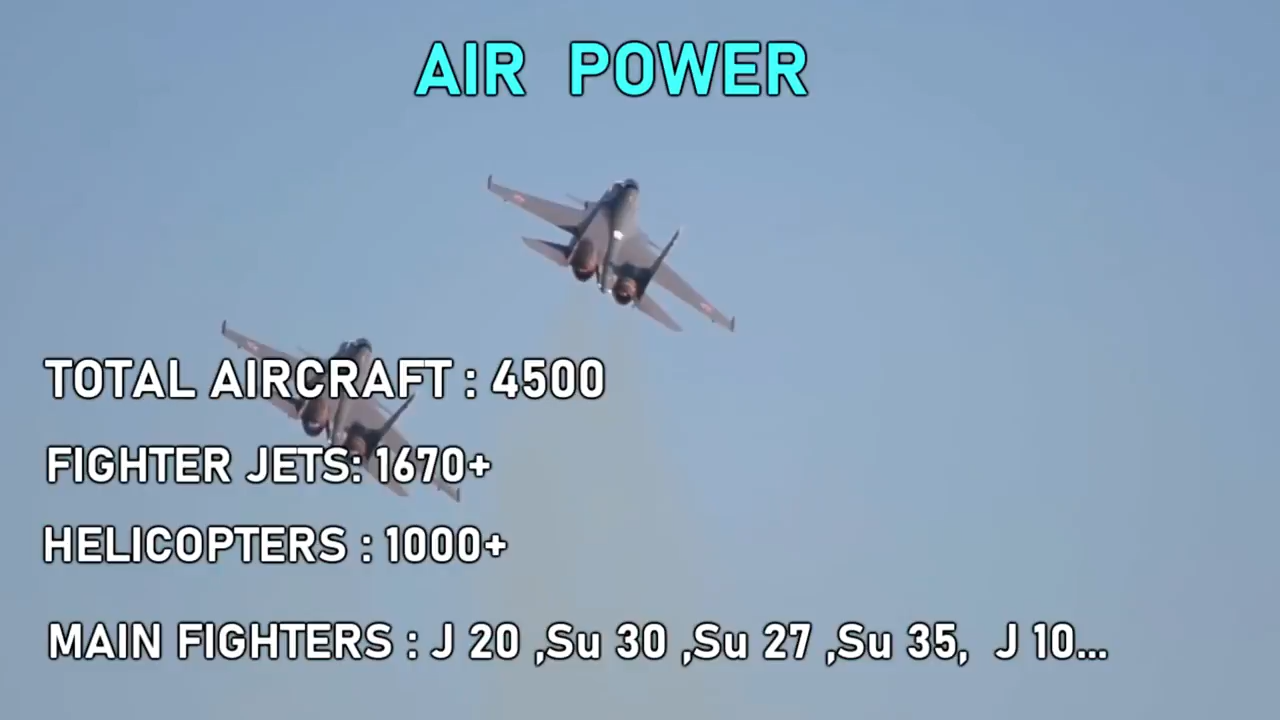 AIR POWER
TOTAL AIRCRAFT : 4500
FIGHTER JETS: 1670+
HELICOPTERS : 1000+
MAIN FIGHTERS : J 20 ,Su 30 ,Su 27 ,Su 35, J 10...